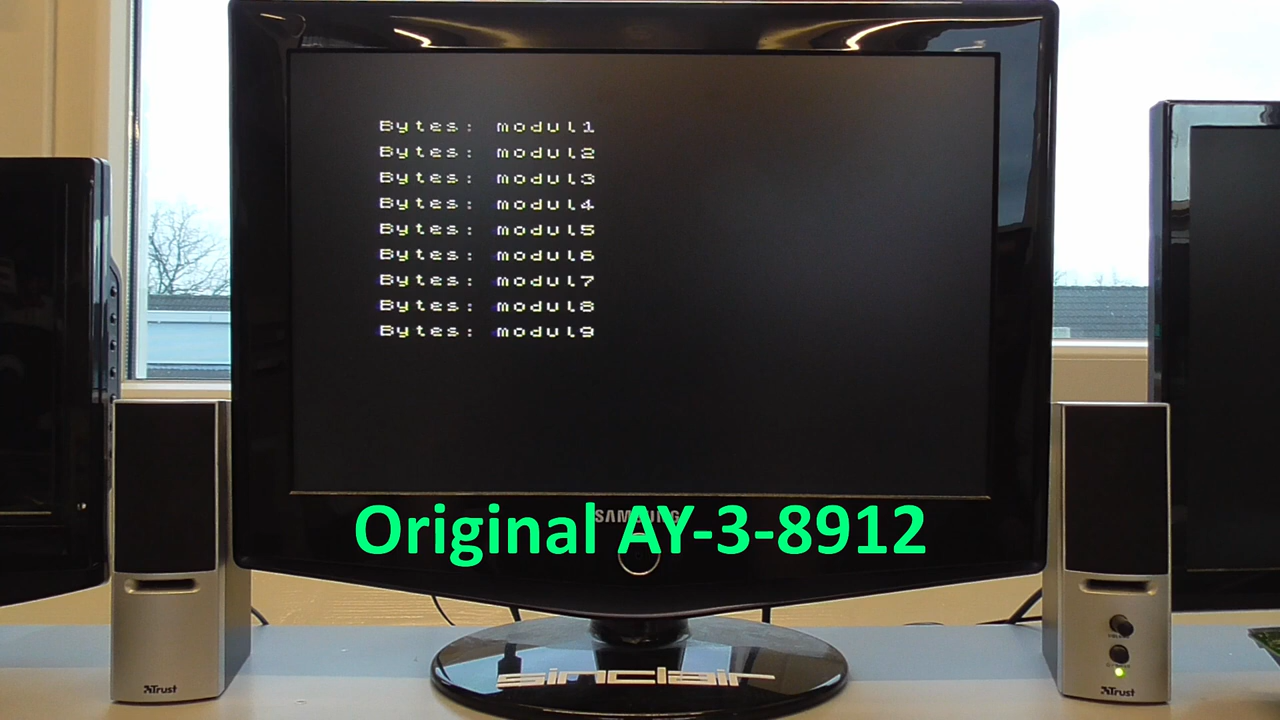 Bytes: modul1
Bytes: modul2
Bytes: modul3
Bytes: modul4
Bytes: modul5
Bytes: modul6
Bytes: modul7
Bytes: modul8
Bytes: modul9
SAMSUNG
Original AY-3-8912
sinclair
Trust
Trust